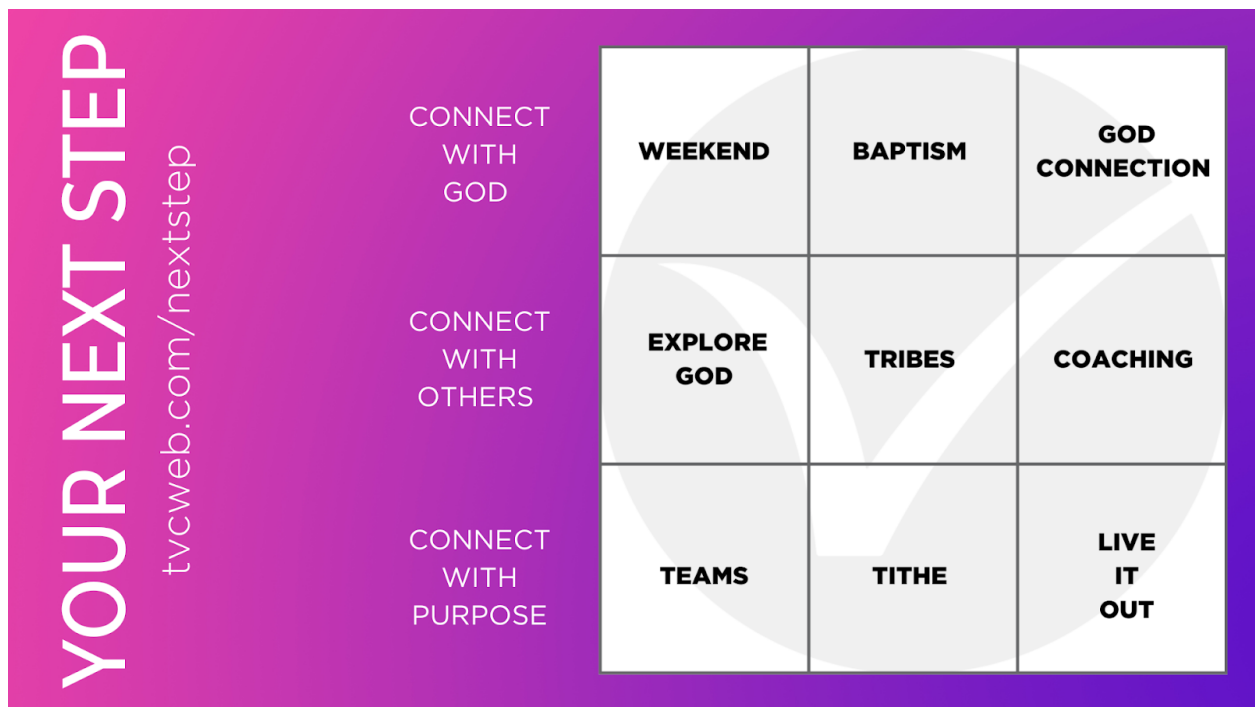 YOUR NEXT STEP
tvcweb.com/nextstep
CONNECT
WITH
GOD
WEEKEND
BAPTISM
GOD
CONNECTION
CONNECT
WITH
OTHERS
EXPLORE
GOD
TRIBES
COACHING
CONNECT
WITH
PURPOSE
TEAMS
TITHE
LIVE
IT
OUT